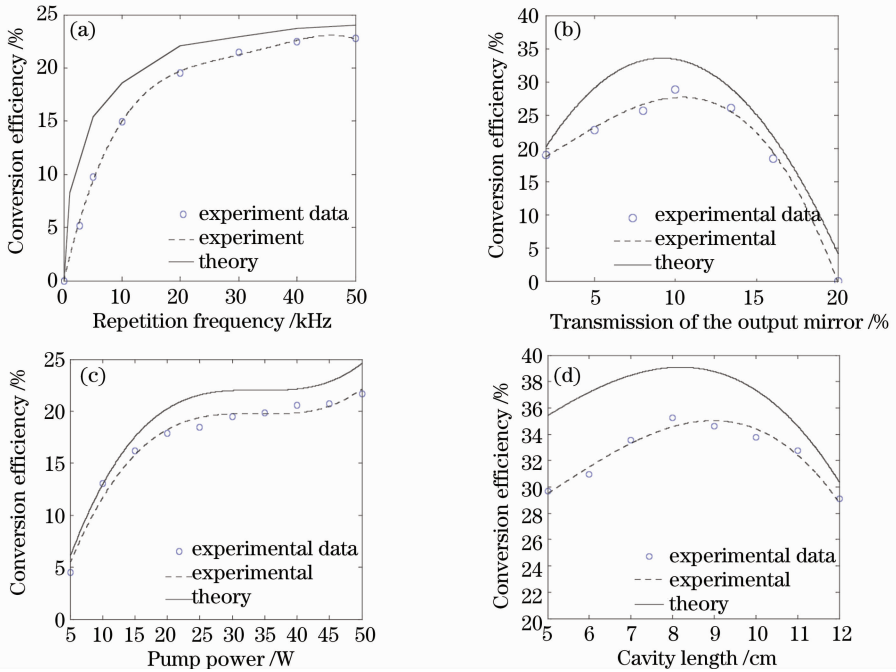 (a)
Conversion efficiency /%
25
20
15
10
5
0
experiment data
experiment
theory
0 10 20 30 40 50
Repetition frequency /kHz
(b)
Conversion efficiency /%
40
35
30
25
20
15
10
5
0
experimental data
experimental
theory
5 10 15 20
Transmission of the output mirror /%
(c)
Conversion efficiency /%
25
20
15
10
5
0
experimental data
experimental
theory
5 10 15 20 25 30 35 40 45 50
Pump power /W
(d)
Conversion efficiency /%
40
38
36
34
32
30
28
26
24
22
20
experimental data
experimental
theory
5 6 7 8 9 10 11 12
Cavity length /cm